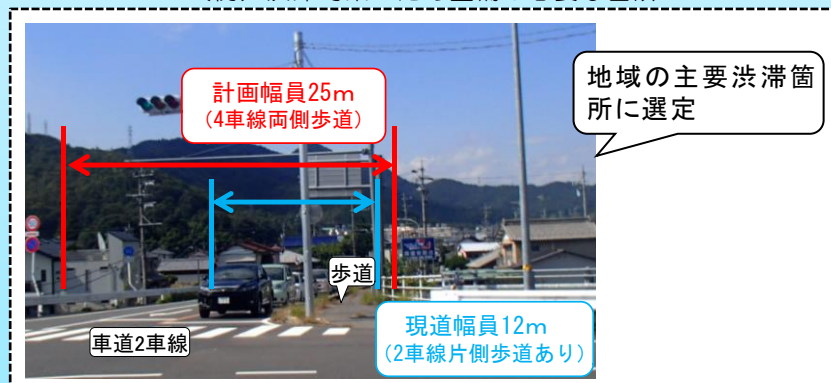 計画幅員25m
(4車線両側歩道)
地域の主要渋滞箇
所に選定
歩道
車道2車線
現道幅員12m
(2車線片側歩道あり)